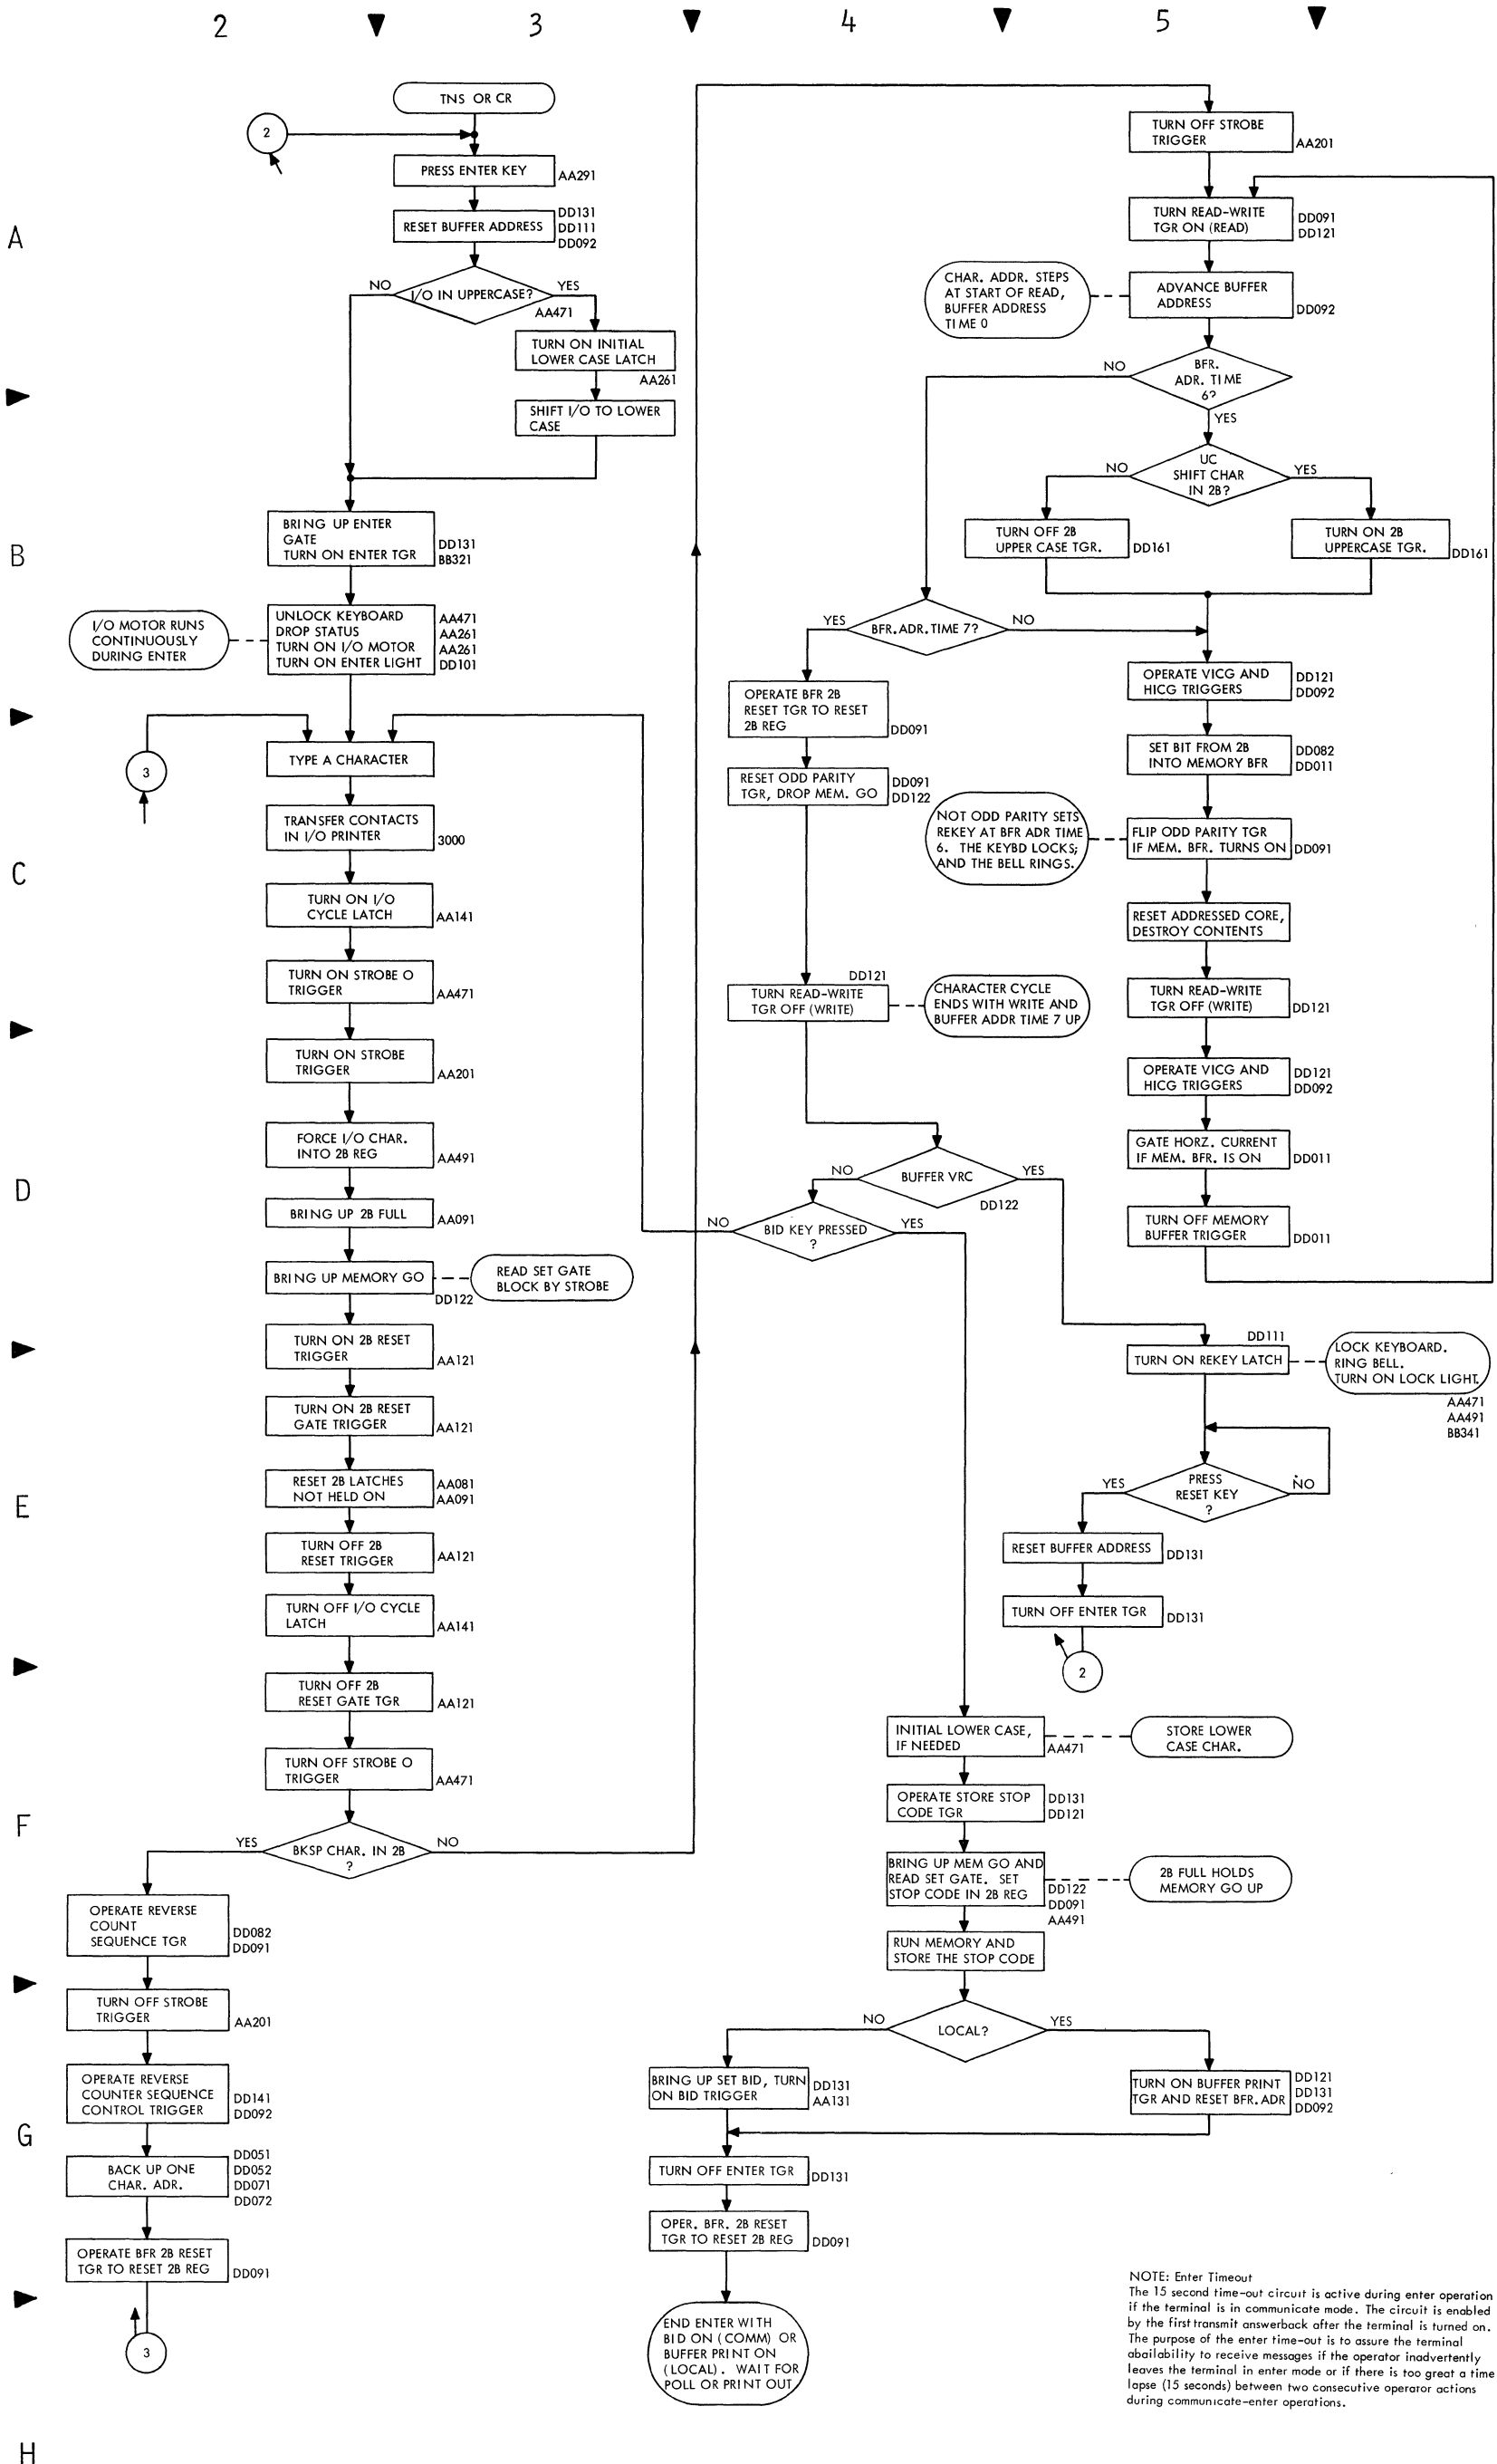 2
3
4
5
A
B
C
D
E
F
G
H
TNS OR CR
2
PRESS ENTER KEY
AA291
RESET BUFFER ADDRESS
DD131
DD111
DD092
I/O IN UPPERCASE?
NO
YES
AA471
TURN ON INITIAL
LOWER CASE LATCH
AA261
SHIFT I/O TO LOWER
CASE
BRING UP ENTER
GATE
TURN ON ENTER TGR
DD131
BB321
I/O MOTOR RUNS
CONTINUOUSLY
DURING ENTER
UNLOCK KEYBOARD
DROP STATUS
TURN ON I/O MOTOR
TURN ON ENTER LIGHT
AA471
AA261
AA261
DD101
3
TYPE A CHARACTER
TRANSFER CONTACTS
IN I/O PRINTER
3000
TURN ON I/O
CYCLE LATCH
AA141
TURN ON STROBE O
TRIGGER
AA471
TURN ON STROBE
TRIGGER
AA201
FORCE I/O CHAR.
INTO 2B REG
AA491
BRING UP 2B FULL
AA091
BRING UP MEMORY GO
DD122
READ SET GATE
BLOCK BY STROBE
TURN ON 2B RESET
TRIGGER
AA121
TURN ON 2B RESET
GATE TRIGGER
AA121
RESET 2B LATCHES
NOT HELD ON
AA081
AA091
TURN OFF 2B
RESET TRIGGER
AA121
TURN OFF I/O CYCLE
LATCH
AA141
TURN OFF 2B
RESET GATE TGR
AA121
TURN OFF STROBE O
TRIGGER
AA471
BKSP CHAR. IN 2B
?
YES
NO
OPERATE REVERSE
COUNT
SEQUENCE TGR
DD082
DD091
TURN OFF STROBE
TRIGGER
AA201
OPERATE REVERSE
COUNTER SEQUENCE
CONTROL TRIGGER
DD141
DD092
BACK UP ONE
CHAR. ADR.
DD051
DD052
DD071
DD072
OPERATE BFR 2B RESET
TGR TO RESET 2B REG
DD091
3
TURN OFF STROBE
TRIGGER
AA201
TURN READ-WRITE
TGR ON (READ)
DD091
DD121
CHAR. ADDR. STEPS
AT START OF READ,
BUFFER ADDRESS
TIME 0
ADVANCE BUFFER
ADDRESS
DD092
BFR.
ADR. TIME
6?
NO
YES
UC
SHIFT CHAR
IN 2B?
NO
YES
TURN OFF 2B
UPPER CASE TGR.
DD161
TURN ON 2B
UPPERCASE TGR.
DD161
BFR.ADR.TIME 7?
YES
NO
OPERATE BFR 2B
RESET TGR TO RESET
2B REG
DD091
RESET ODD PARITY
TGR, DROP MEM. GO
DD091
DD122
OPERATE VICG AND
HICG TRIGGERS
DD121
DD092
SET BIT FROM 2B
INTO MEMORY BFR
DD082
DD011
NOT ODD PARITY SETS
REKEY AT BFR ADR TIME
6. THE KEYBD LOCKS;
AND THE BELL RINGS.
FLIP ODD PARITY TGR
IF MEM. BFR. TURNS ON
DD091
RESET ADDRESSED CORE,
DESTROY CONTENTS
DD121
TURN READ-WRITE
TGR OFF (WRITE)
CHARACTER CYCLE
ENDS WITH WRITE AND
BUFFER ADDR TIME 7 UP
TURN READ-WRITE
TGR OFF (WRITE)
DD121
OPERATE VICG AND
HICG TRIGGERS
DD121
DD092
GATE HORZ. CURRENT
IF MEM. BFR. IS ON
DD011
TURN OFF MEMORY
BUFFER TRIGGER
DD011
BUFFER VRC
NO
YES
DD122
BID KEY PRESSED
?
NO
YES
DD111
TURN ON REKEY LATCH
LOCK KEYBOARD.
RING BELL.
TURN ON LOCK LIGHT.
AA471
AA491
BB341
PRESS
RESET KEY
?
YES
NO
RESET BUFFER ADDRESS
DD131
TURN OFF ENTER TGR
DD131
2
INITIAL LOWER CASE,
IF NEEDED
AA471
STORE LOWER
CASE CHAR.
OPERATE STORE STOP
CODE TGR
DD131
DD121
BRING UP MEM GO AND
READ SET GATE. SET
STOP CODE IN 2B REG
DD122
DD091
AA491
2B FULL HOLDS
MEMORY GO UP
RUN MEMORY AND
STORE THE STOP CODE
LOCAL?
NO
YES
BRING UP SET BID, TURN
ON BID TRIGGER
DD131
AA131
TURN ON BUFFER PRINT
TGR AND RESET BFR.ADR
DD121
DD131
DD092
TURN OFF ENTER TGR
DD131
OPER. BFR. 2B RESET
TGR TO RESET 2B REG
DD091
END ENTER WITH
BID ON (COMM) OR
BUFFER PRINT ON
(LOCAL). WAIT FOR
POLL OR PRINT OUT
NOTE: Enter Timeout
The 15 second time-out circuit is active during enter operation
if the terminal is in communicate mode. The circuit is enabled
by the first transmit answerback after the terminal is turned on.
The purpose of the enter time-out is to assure the terminal
abailability to receive messages if the operator inadvertently
leaves the terminal in enter mode or if there is too great a time
lapse (15 seconds) between two consecutive operator actions
during communicate-enter operations.